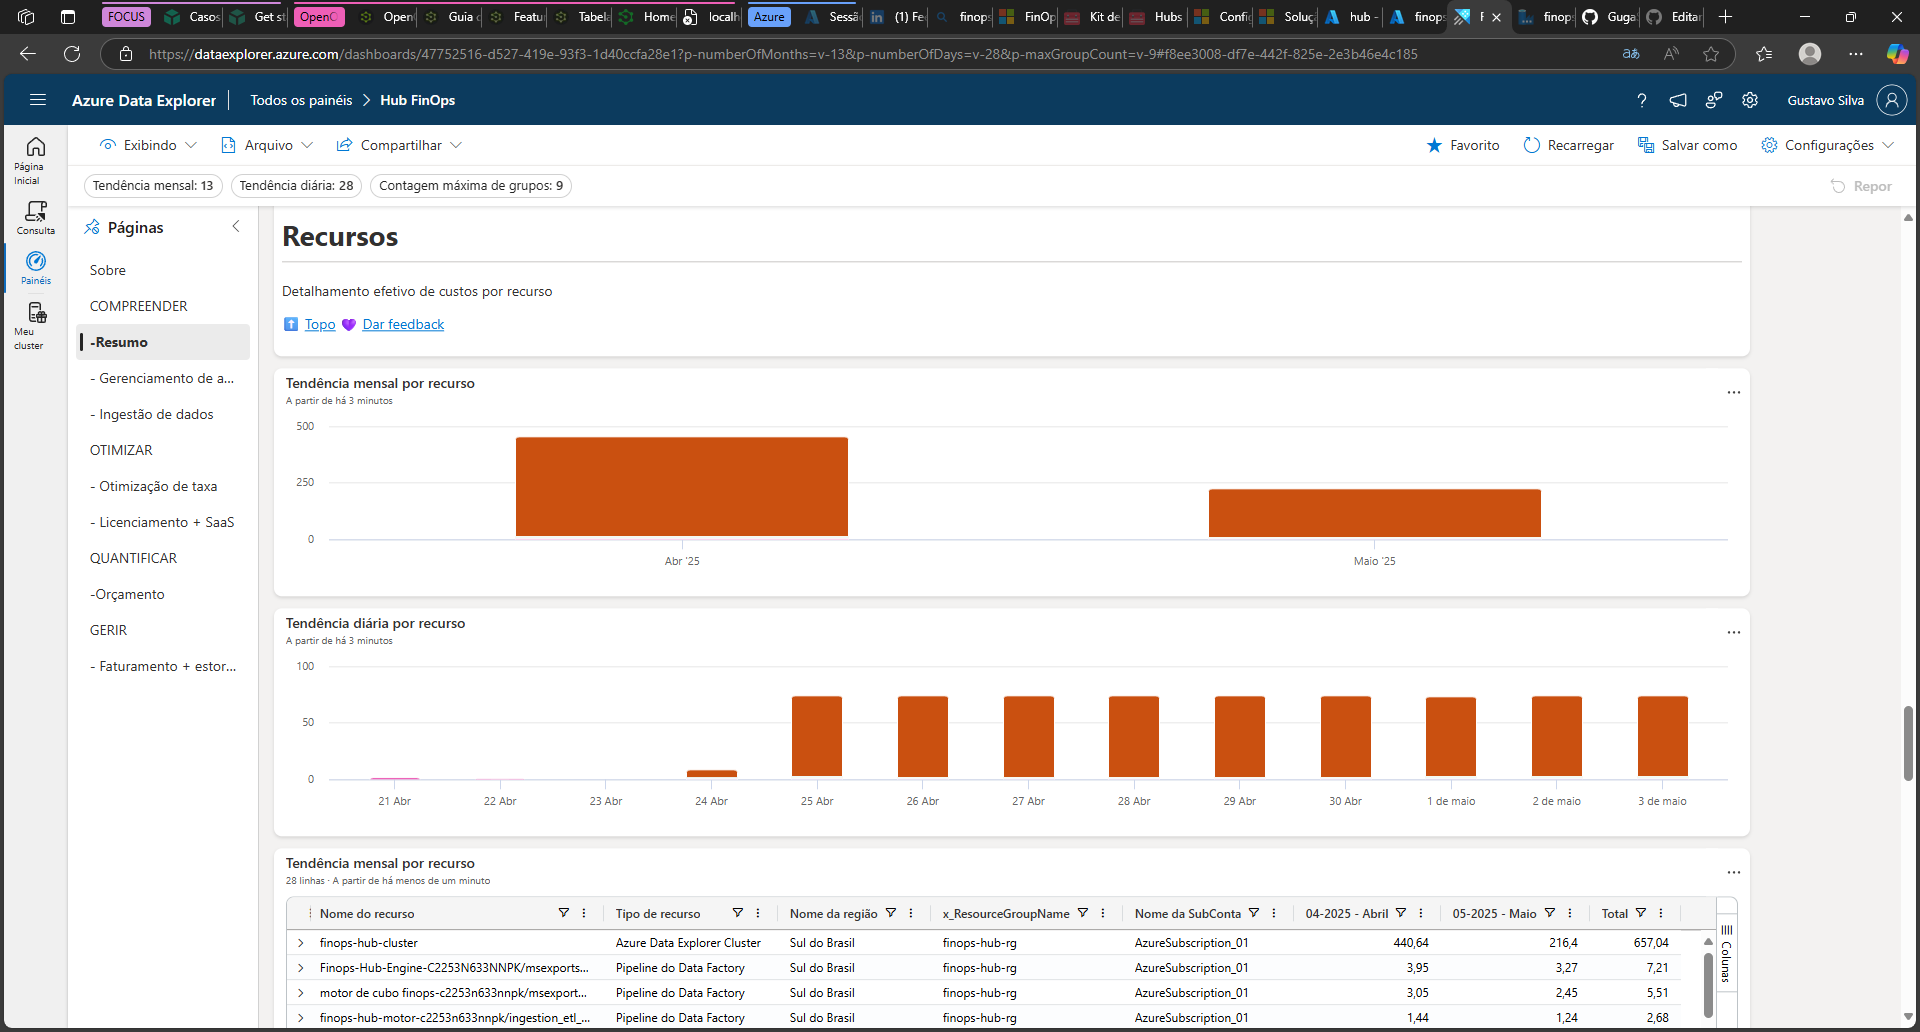 FOCUS
Casos
Get st
OpenC
Open
Guia c
Featu
Tabela
Home
localh
Azure
Sessã
(1) Fe
finops
FinOp
Kit de
Hubs
Config
Soluç
hub -
finops
F
finop
Guga
Editar
https://dataexplorer.azure.com/dashboards/47752516-d527-419e-93f3-1d40ccfa28e1?p-numberOfMonths=v-13&p-numberOfDays=v-28&p-maxGroupCount=v-9#f8ee3008-df7e-442f-825e-2e3b46e4c185
Azure Data Explorer
Todos os painéis > Hub FinOps
Gustavo Silva
Página Inicial
Consulta
Painéis
Meu cluster
Exibindo
Arquivo
Compartilhar
Favorito
Recarregar
Salvar como
Configurações
Tendência mensal: 13
Tendência diária: 28
Contagem máxima de grupos: 9
Repor
Páginas
Sobre
COMPREENDER
-Resumo
- Gerenciamento de a...
- Ingestão de dados
OTIMIZAR
- Otimização de taxa
- Licenciamento + SaaS
QUANTIFICAR
-Orçamento
GERIR
- Faturamento + estor...
Recursos
Detalhamento efetivo de custos por recurso
Topo Dar feedback
Tendência mensal por recurso
A partir de há 3 minutos
500
250
0
Abr '25
Maio '25
Tendência diária por recurso
A partir de há 3 minutos
100
50
0
21 Abr
22 Abr
23 Abr
24 Abr
25 Abr
26 Abr
27 Abr
28 Abr
29 Abr
30 Abr
1 de maio
2 de maio
3 de maio
Tendência mensal por recurso
28 linhas · A partir de há menos de um minuto
Nome do recurso Tipo de recurso Nome da região x_ResourceGroupName Nome da SubConta 04-2025 - Abril 05-2025 - Maio Total
finops-hub-cluster Azure Data Explorer Cluster Sul do Brasil finops-hub-rg AzureSubscription_01 440,64 216,4 657,04
Finops-Hub-Engine-C2253N633NNPK/msexports... Pipeline do Data Factory Sul do Brasil finops-hub-rg AzureSubscription_01 3,95 3,27 7,21
motor de cubo finops-c2253n633nnpk/msexport... Pipeline do Data Factory Sul do Brasil finops-hub-rg AzureSubscription_01 3,05 2,45 5,51
finops-hub-motor-c2253n633nnpk/ingestion_etl_... Pipeline do Data Factory Sul do Brasil finops-hub-rg AzureSubscription_01 1,44 1,24 2,68
Colunas